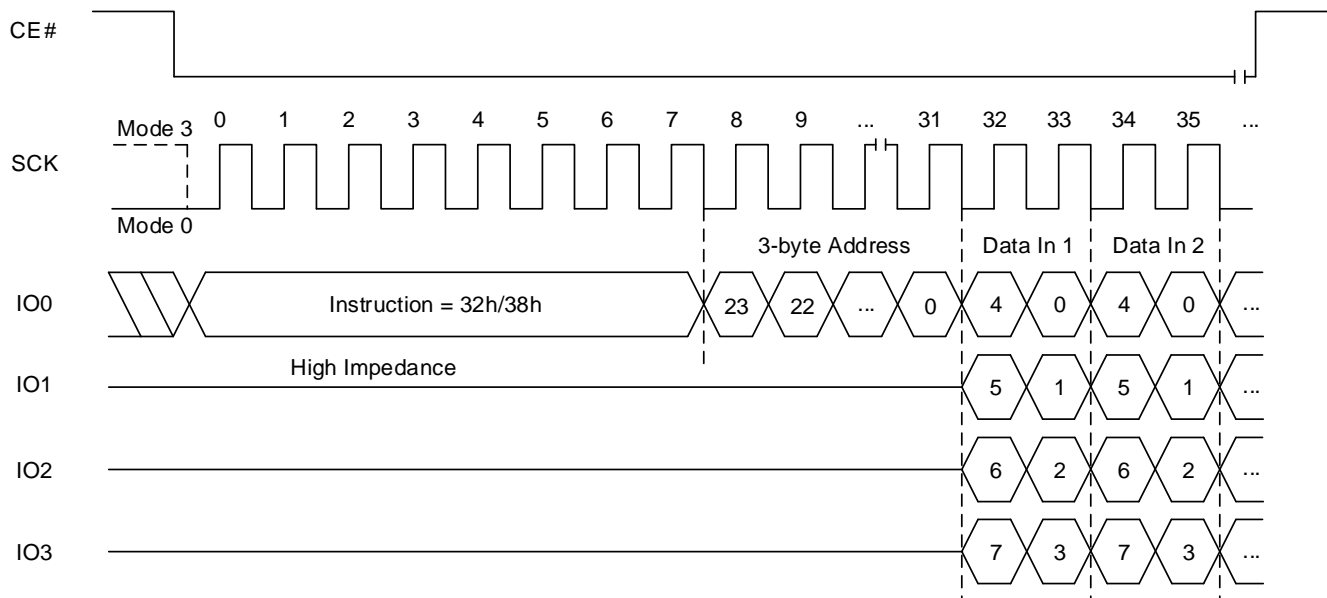 CE#
Mode 3 0 1 2 3 4 5 6 7 8 9 ... 31 32 33 34 35 ...
SCK
Mode 0
3-byte Address Data In 1 Data In 2
IO0 Instruction = 32h/38h 23 22 ... 0 4 0 4 0 ...
High Impedance
IO1 5 1 5 1 ...
IO2 6 2 6 2 ...
IO3 7 3 7 3 ...